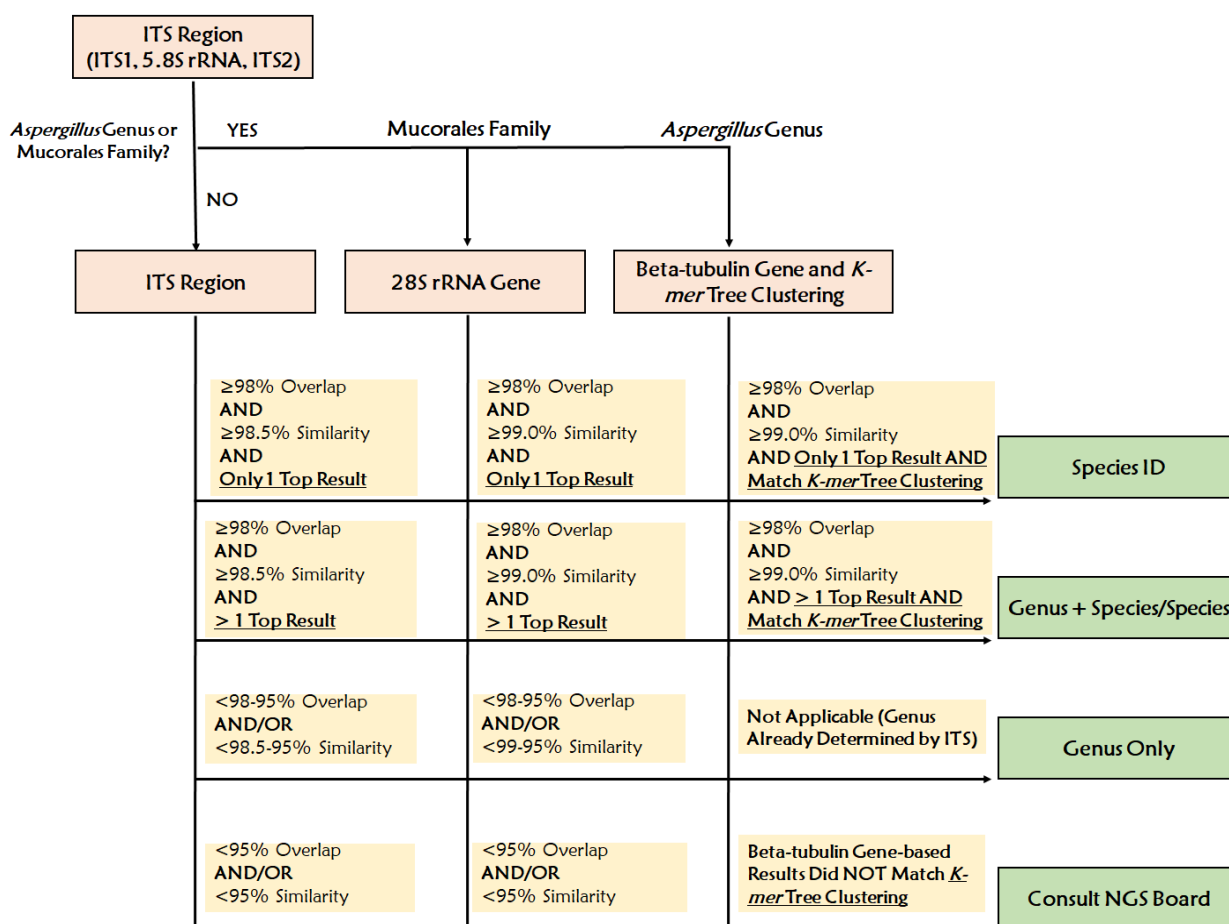 ITS Region
(ITS1, 5.8S rRNA, ITS2)
Aspergillus Genus or
Mucorales Family?
YES
Mucorales Family
Aspergillus Genus
NO
ITS Region
28S rRNA Gene
Beta-tubulin Gene and K-
mer Tree Clustering
≥98% Overlap
AND
≥98.5% Similarity
AND
Only 1 Top Result
≥98% Overlap
AND
≥99.0% Similarity
AND
Only 1 Top Result
≥98% Overlap
AND
≥99.0% Similarity
AND Only 1 Top Result AND
Match K-mer Tree Clustering
Species ID
≥98% Overlap
AND
≥98.5% Similarity
AND
> 1 Top Result
≥98% Overlap
AND
≥99.0% Similarity
AND
> 1 Top Result
≥98% Overlap
AND
≥99.0% Similarity
AND > 1 Top Result AND
Match K-mer Tree Clustering
Genus + Species/Species
<98-95% Overlap
AND/OR
<98.5-95% Similarity
<98-95% Overlap
AND/OR
<99-95% Similarity
Not Applicable (Genus
Already Determined by ITS)
Genus Only
<95% Overlap
AND/OR
<95% Similarity
<95% Overlap
AND/OR
<95% Similarity
Beta-tubulin Gene-based
Results Did NOT Match K-
mer Tree Clustering
Consult NGS Board